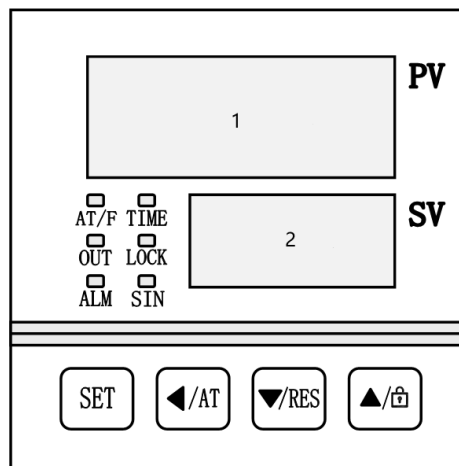 1
PV
AT/F TIME
2
SV
OUT LOCK
ALM SIN
SET ◀/AT ▼/RES ▲/🔒